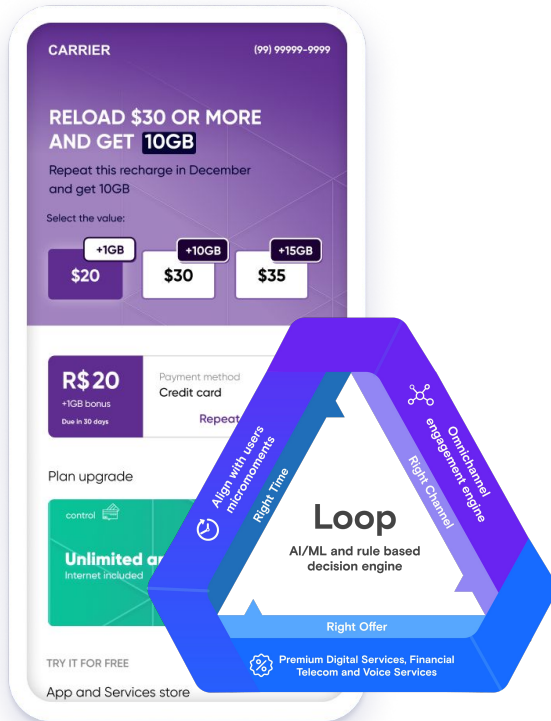 CARRIER
(99) 99999-9999
RELOAD $30 OR MORE
AND GET 10GB
Repeat this recharge in December
and get 10GB
Select the value:
+1GB
$20
+10GB
$30
+15GB
$35
R$20
+1GB bonus
Due in 30 days
Payment method
Credit card
Repeat
Plan upgrade
control
Unlimited
Internet included
TRY IT FOR FREE
App and Services store
Align with users
micromoments
Right Time
Omnichannel
engagement engine
Right Channel
Loop
AI/ML and rule based
decision engine
Right Offer
Premium Digital Services, Financial
Telecom and Voice Services